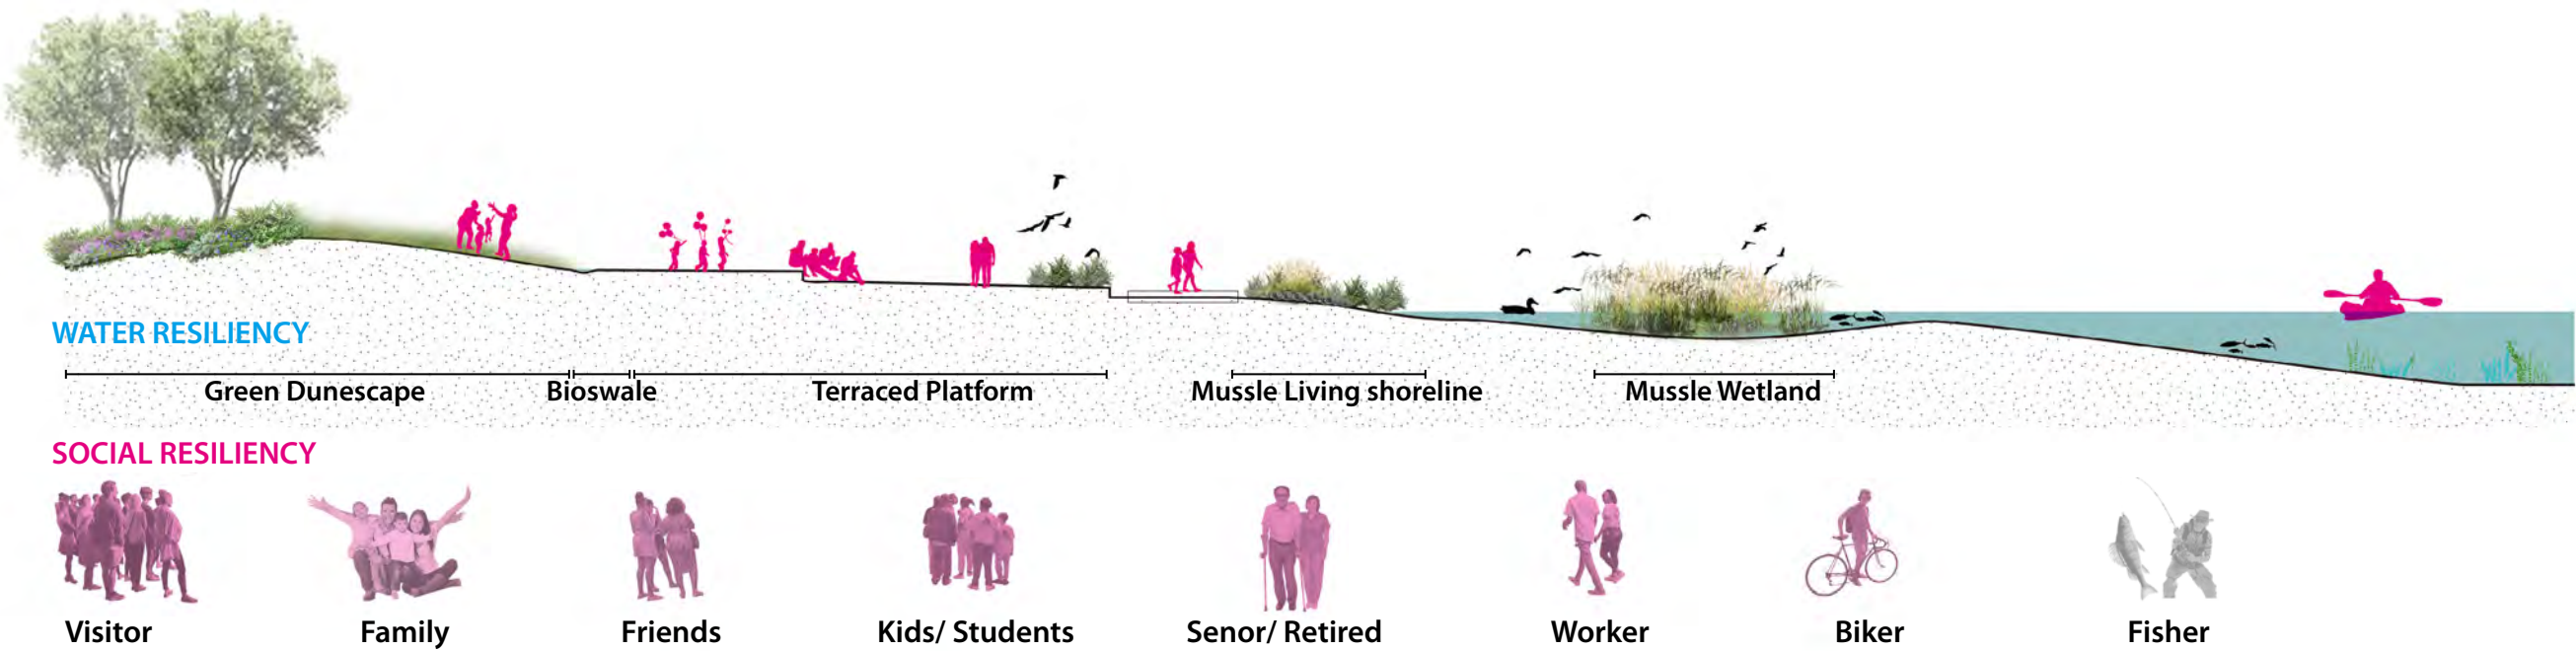 WATER RESILIENCY
Green Dunescape
Bioswale
Terraced Platform
Mussle Living shoreline
Mussle Wetland
SOCIAL RESILIENCY
Visitor
Family
Friends
Kids/ Students
Senor/ Retired
Worker
Biker
Fisher